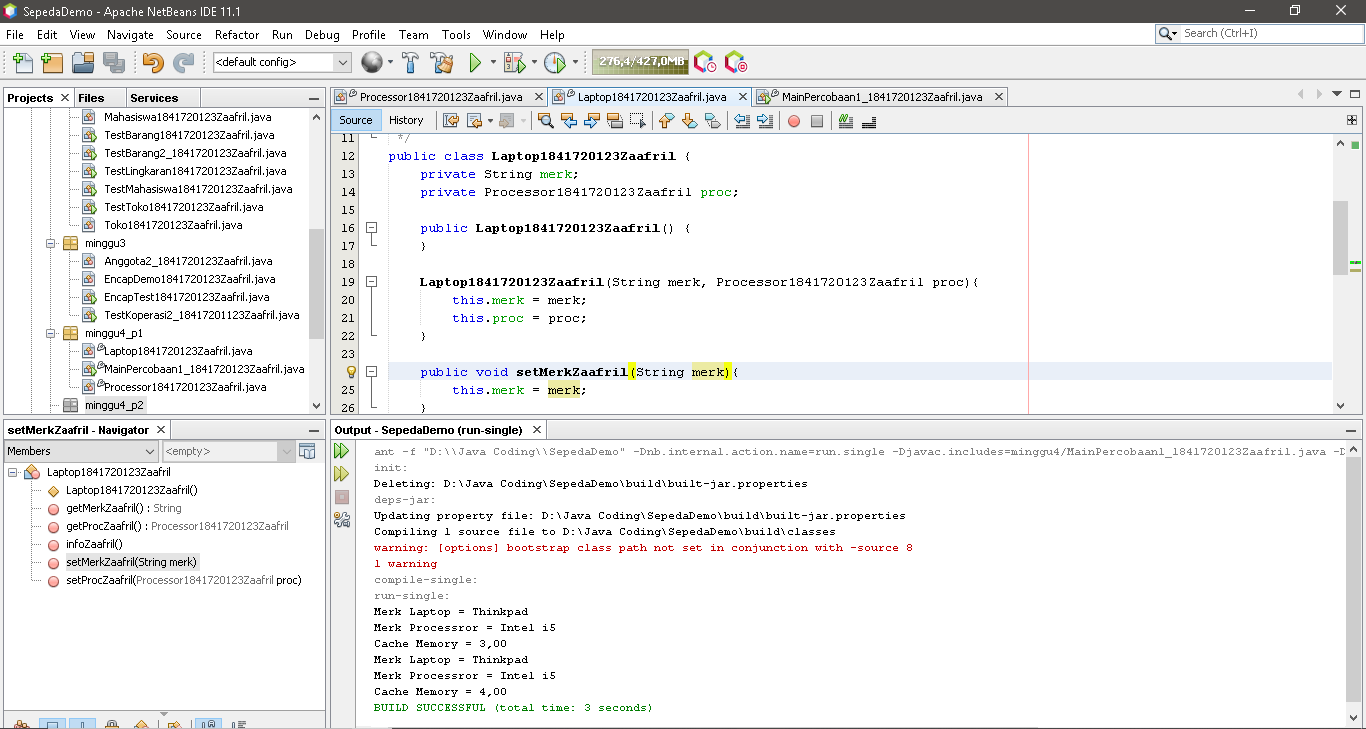 SepedaDemo - Apache NetBeans IDE 11.1
File Edit View Navigate Source Refactor Run Debug Profile Team Tools Window Help
Search (Ctrl+I)
<default config>
276,4/427,0MB
Projects Files Services
Mahasiswa1841720123Zaafril.java
TestBarang1841720123Zaafril.java
TestBarang2_1841720123Zaafril.java
TestLingkaran1841720123Zaafril.java
TestMahasiswa1841720123Zaafril.java
TestToko1841720123Zaafril.java
Toko1841720123Zaafril.java
minggu3
Anggota2_1841720123Zaafril.java
EncapDemo1841720123Zaafril.java
EncapTest1841720123Zaafril.java
TestKoperasi2_18417201123Zaafril.java
minggu4_p1
Laptop1841720123Zaafril.java
MainPercobaan1_1841720123Zaafril.java
Processor1841720123Zaafril.java
minggu4_p2
Processor1841720123Zaafril.java Laptop1841720123Zaafril.java MainPercobaan1_1841720123Zaafril.java
Source History
11 */
12 public class Laptop1841720123Zaafril {
13 private String merk;
14 private Processor1841720123Zaafril proc;
15
16 public Laptop1841720123Zaafril() {
17 }
18
19 Laptop1841720123Zaafril(String merk, Processor1841720123Zaafril proc){
20 this.merk = merk;
21 this.proc = proc;
22 }
23
public void setMerkZaafril(String merk){
25 this.merk = merk;
26 }
setMerkZaafril - Navigator
Members <empty>
Laptop1841720123Zaafril
Laptop1841720123Zaafril()
getMerkZaafril() : String
getProcZaafril() : Processor1841720123Zaafril
infoZaafril()
setMerkZaafril(String merk)
setProcZaafril(Processor1841720123Zaafril proc)
Output - SepedaDemo (run-single)
ant -f "D:\\Java Coding\\SepedaDemo" -Dnb.internal.action.name=run.single -Djavac.includes=minggu4/MainPercobaan1_1841720123Zaafril.java -D
init:
Deleting: D:\Java Coding\SepedaDemo\build\built-jar.properties
deps-jar:
Updating property file: D:\Java Coding\SepedaDemo\build\built-jar.properties
Compiling 1 source file to D:\Java Coding\SepedaDemo\build\classes
warning: [options] bootstrap class path not set in conjunction with -source 8
1 warning
compile-single:
run-single:
Merk Laptop = Thinkpad
Merk Processror = Intel i5
Cache Memory = 3,00
Merk Laptop = Thinkpad
Merk Processror = Intel i5
Cache Memory = 4,00
BUILD SUCCESSFUL (total time: 3 seconds)